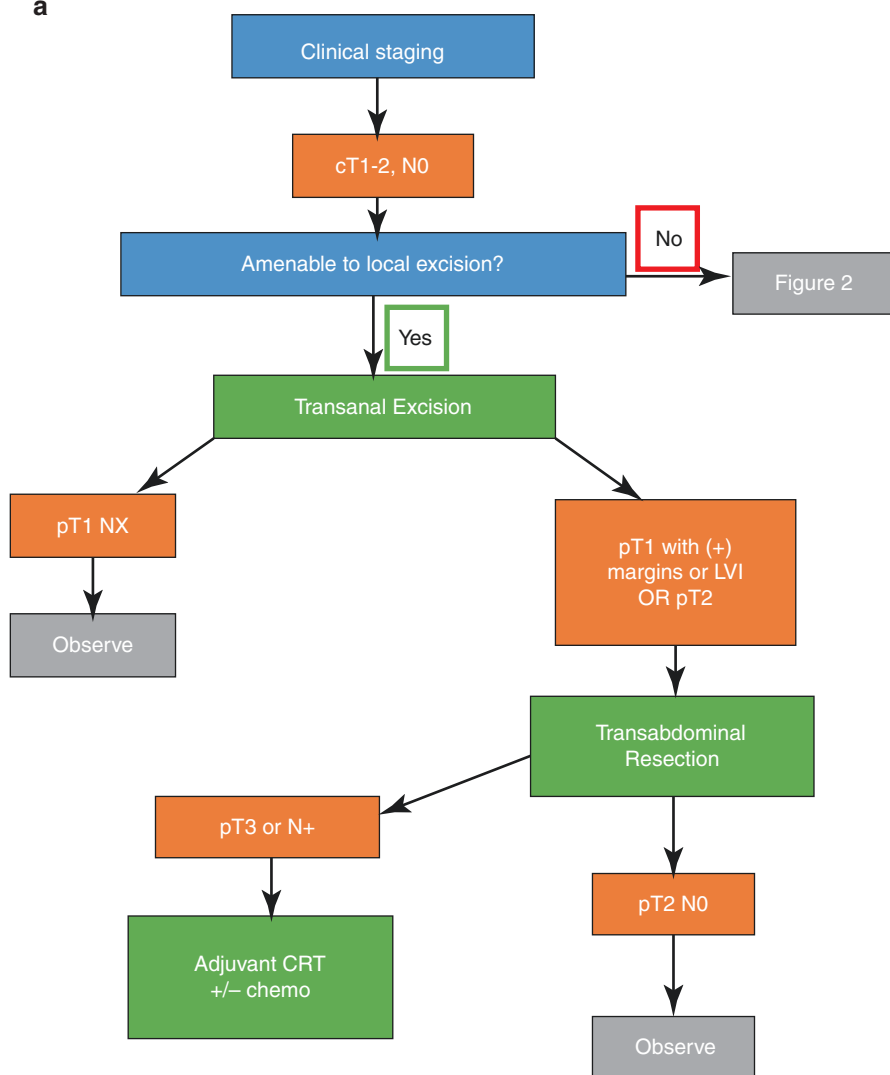 a
Clinical staging
cT1-2, N0
Amenable to local excision?
No
Figure 2
Yes
Transanal Excision
pT1 NX
pT1 with (+)
margins or LVI
OR pT2
Observe
Transabdominal
Resection
pT3 or N+
pT2 N0
Adjuvant CRT
+/– chemo
Observe